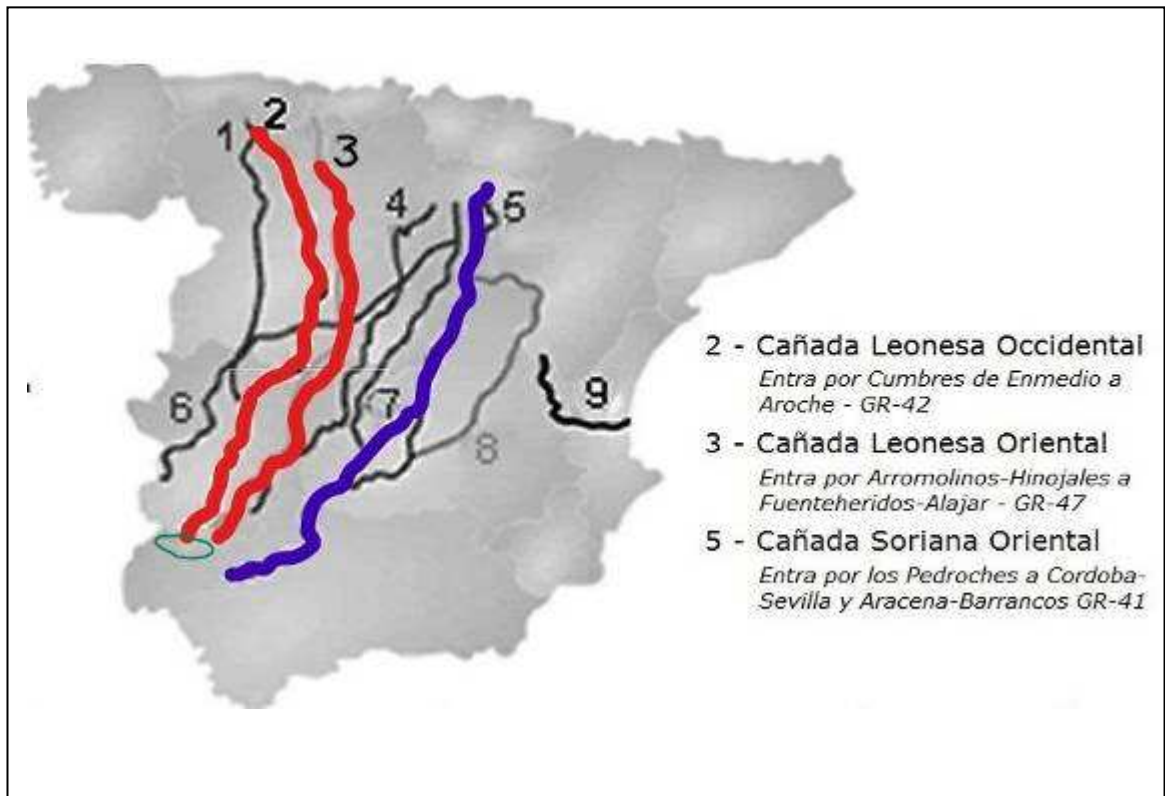 1
2
3
4
5
6
7
8
9
2 - Cañada Leonesa Occidental
Entra por Cumbres de Enmedio a
Aroche - GR-42
3 - Cañada Leonesa Oriental
Entra por Arromolinos-Hinojales a
Fuenteheridos-Alajar - GR-47
5 - Cañada Soriana Oriental
Entra por los Pedroches a Cordoba-
Sevilla y Aracena-Barrancos GR-41